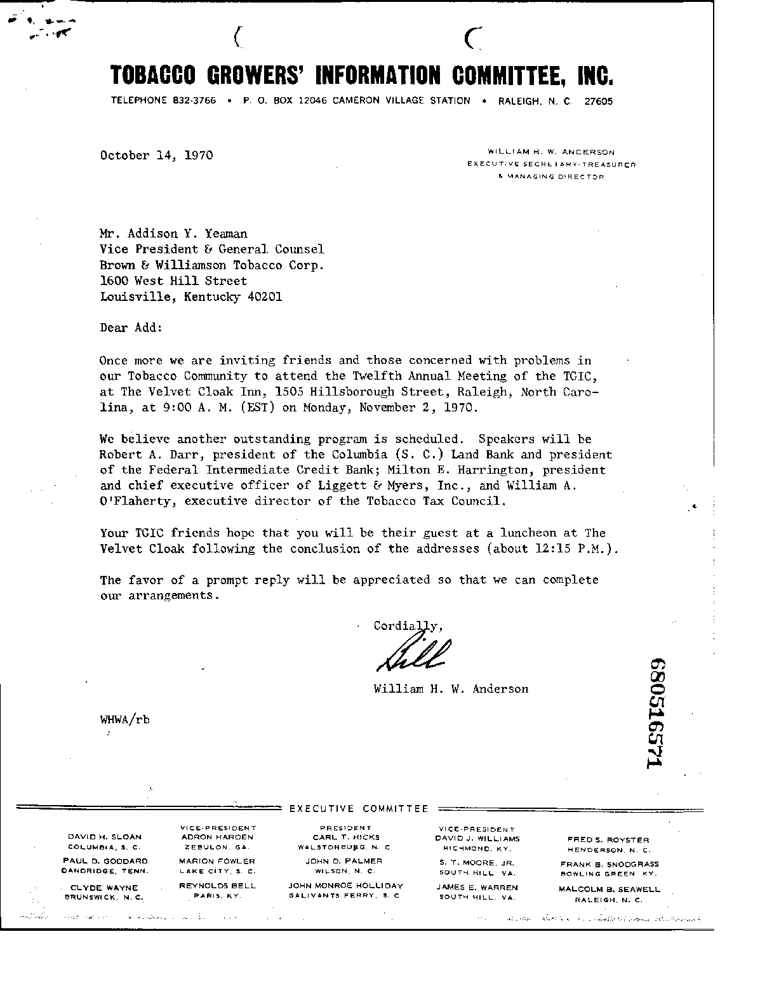 TOBACCO GROWERS' INFORMATION COMMITTEE, INC.
TELEPHONE 832-3766 • P. O. BOX 12046 CAMERON VILLAGE STATION • RALEIGH, N. C. 27605
October 14, 1970
WILLIAM H. W. ANDERSON
EXECUTIVE SECRETARY-TREASURER
& MANAGING DIRECTOR
Mr. Addison Y. Yeaman
Vice President & General Counsel
Brown & Williamson Tobacco Corp.
1600 West Hill Street
Louisville, Kentucky 40201
Dear Add:
Once more we are inviting friends and those concerned with problems in
our Tobacco Community to attend the Twelfth Annual Meeting of the TGIC,
at The Velvet Cloak Inn, 1505 Hillsborough Street, Raleigh, North Caro-
lina, at 9:00 A. M. (EST) on Monday, November 2, 1970.
We believe another outstanding program is scheduled. Speakers will be
Robert A. Darr, president of the Columbia (S. C.) Land Bank and president
of the Federal Intermediate Credit Bank; Milton E. Harrington, president
and chief executive officer of Liggett & Myers, Inc., and William A.
O'Flaherty, executive director of the Tobacco Tax Council.
Your TGIC friends hope that you will be their guest at a luncheon at The
Velvet Cloak following the conclusion of the addresses (about 12:15 P.M.).
The favor of a prompt reply will be appreciated so that we can complete
our arrangements.
Cordially,
Bill
William H. W. Anderson
WHWA/rb
680516571
EXECUTIVE COMMITTEE
DAVID H. SLOAN
COLUMBIA, S. C.
PAUL D. GODDARD
DANDRIDGE, TENN.
CLYDE WAYNE
BRUNSWICK, N. C.
VICE-PRESIDENT
ADRON HARDEN
ZEBULON, GA.
MARION FOWLER
LAKE CITY, S. C.
REYNOLDS BELL
PARIS, KY.
PRESIDENT
CARL T. HICKS
WALSTONBURG, N. C
JOHN D. PALMER
WILSON, N. C.
JOHN MONROE HOLLIDAY
GALIVANTS FERRY, S. C
VICE-PRESIDENT
DAVID J. WILLIAMS
RICHMOND, KY.
S. T. MOORE, JR.
SOUTH HILL VA.
JAMES E. WARREN
SOUTH HILL, VA.
FRED S. ROYSTER
HENDERSON, N. C.
FRANK B. SNODGRASS
BOWLING GREEN KY.
MALCOLM B. SEAWELL
RALEIGH, N. C.